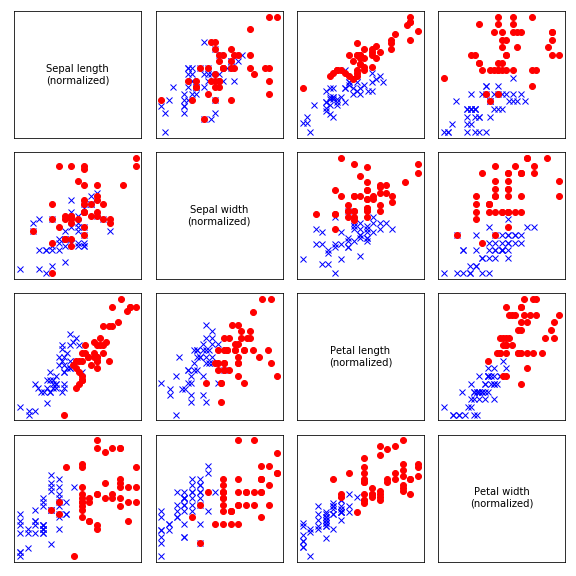 Sepal length
(normalized)
Sepal width
(normalized)
Petal length
(normalized)
Petal width
(normalized)